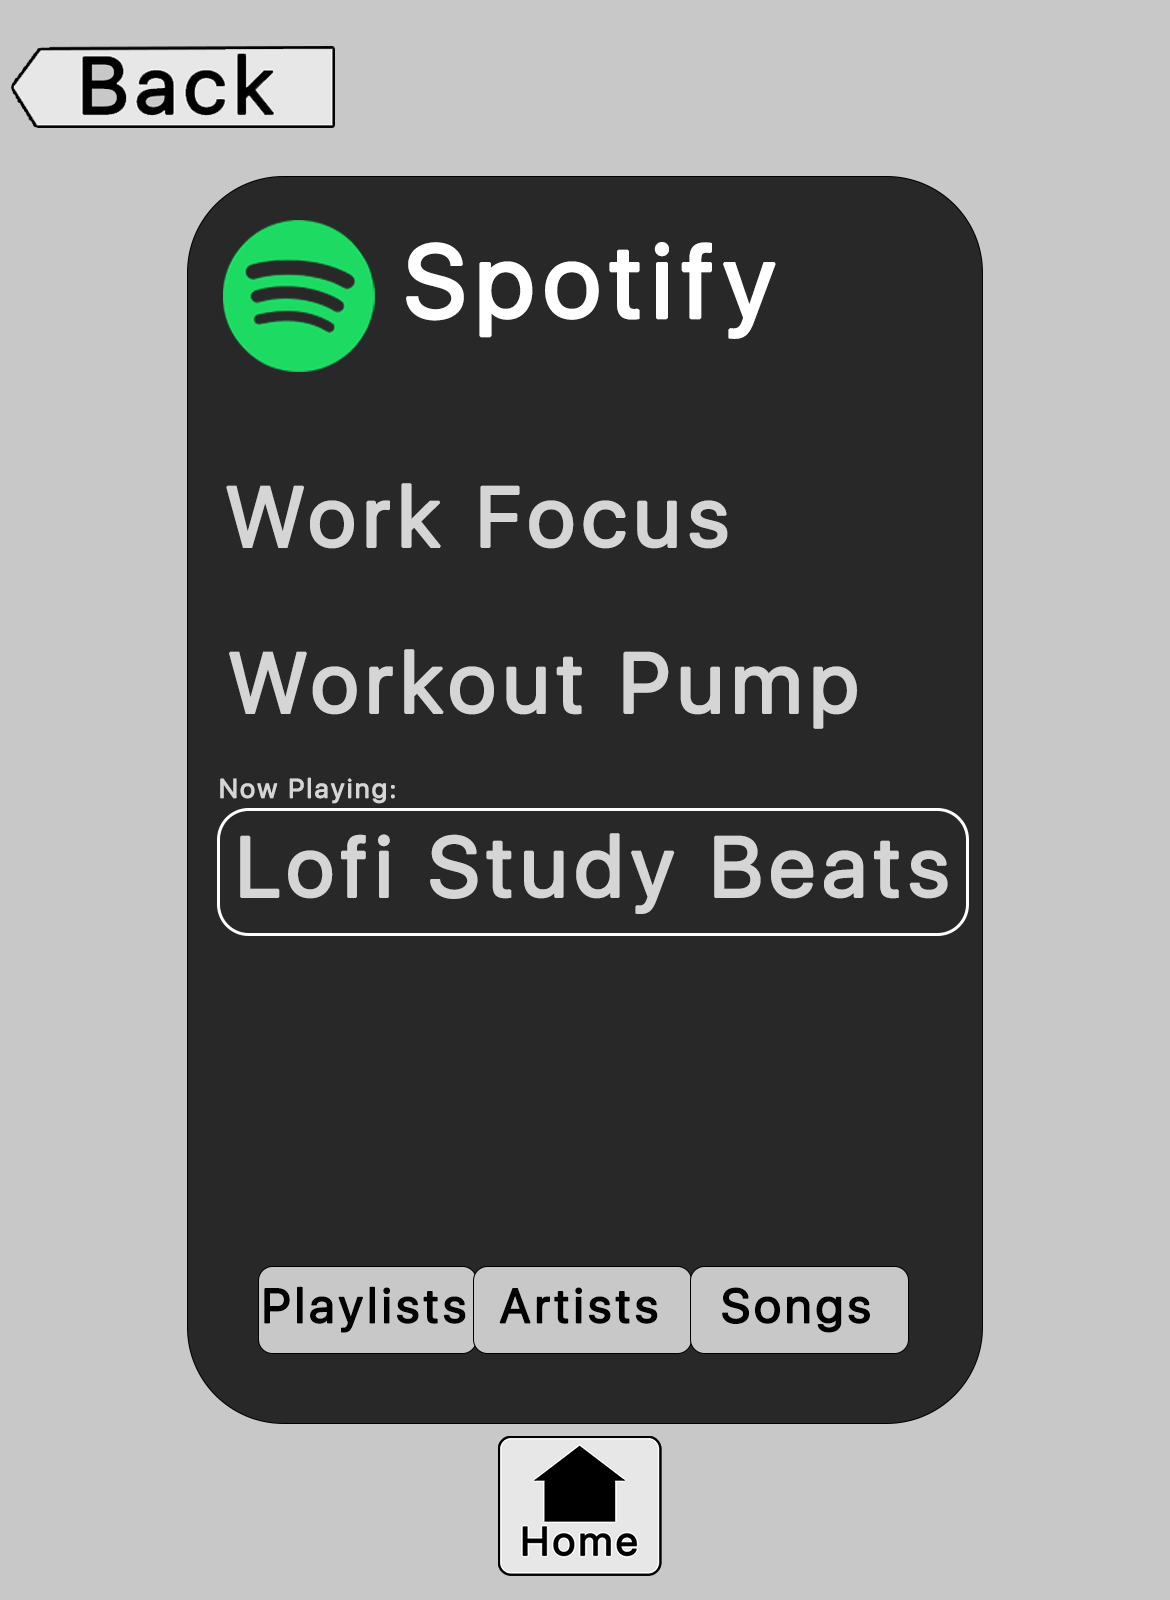 Back
Spotify
Work Focus
Workout Pump
Now Playing:
Lofi Study Beats
Playlists Artists Songs
Home